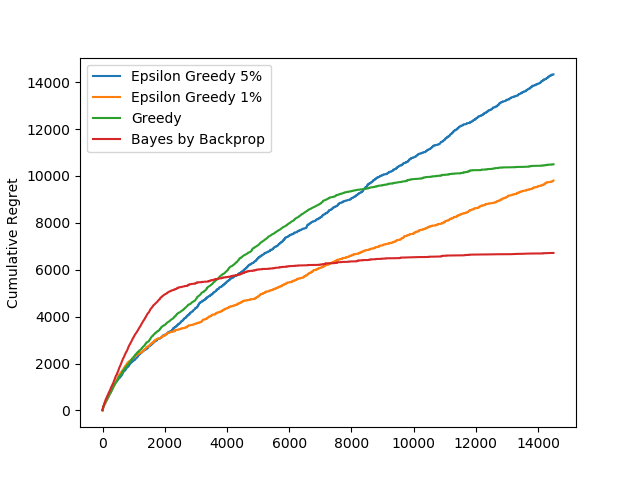 Epsilon Greedy 5%
Epsilon Greedy 1%
Greedy
Bayes by Backprop
Cumulative Regret
14000
12000
10000
8000
6000
4000
2000
0
0 2000 4000 6000 8000 10000 12000 14000